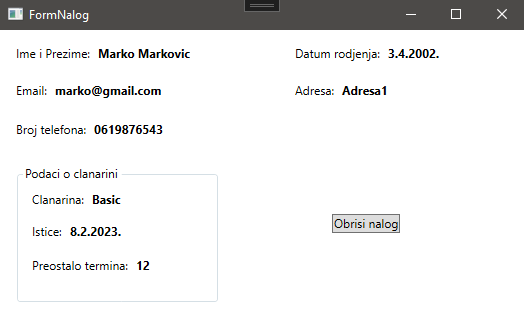 FormNalog
Ime i Prezime: Marko Markovic
Datum rodjenja: 3.4.2002.
Email: marko@gmail.com
Adresa: Adresa1
Broj telefona: 0619876543
Podaci o clanarini
Clanarina: Basic
Istice: 8.2.2023.
Preostalo termina: 12
Obrisi nalog